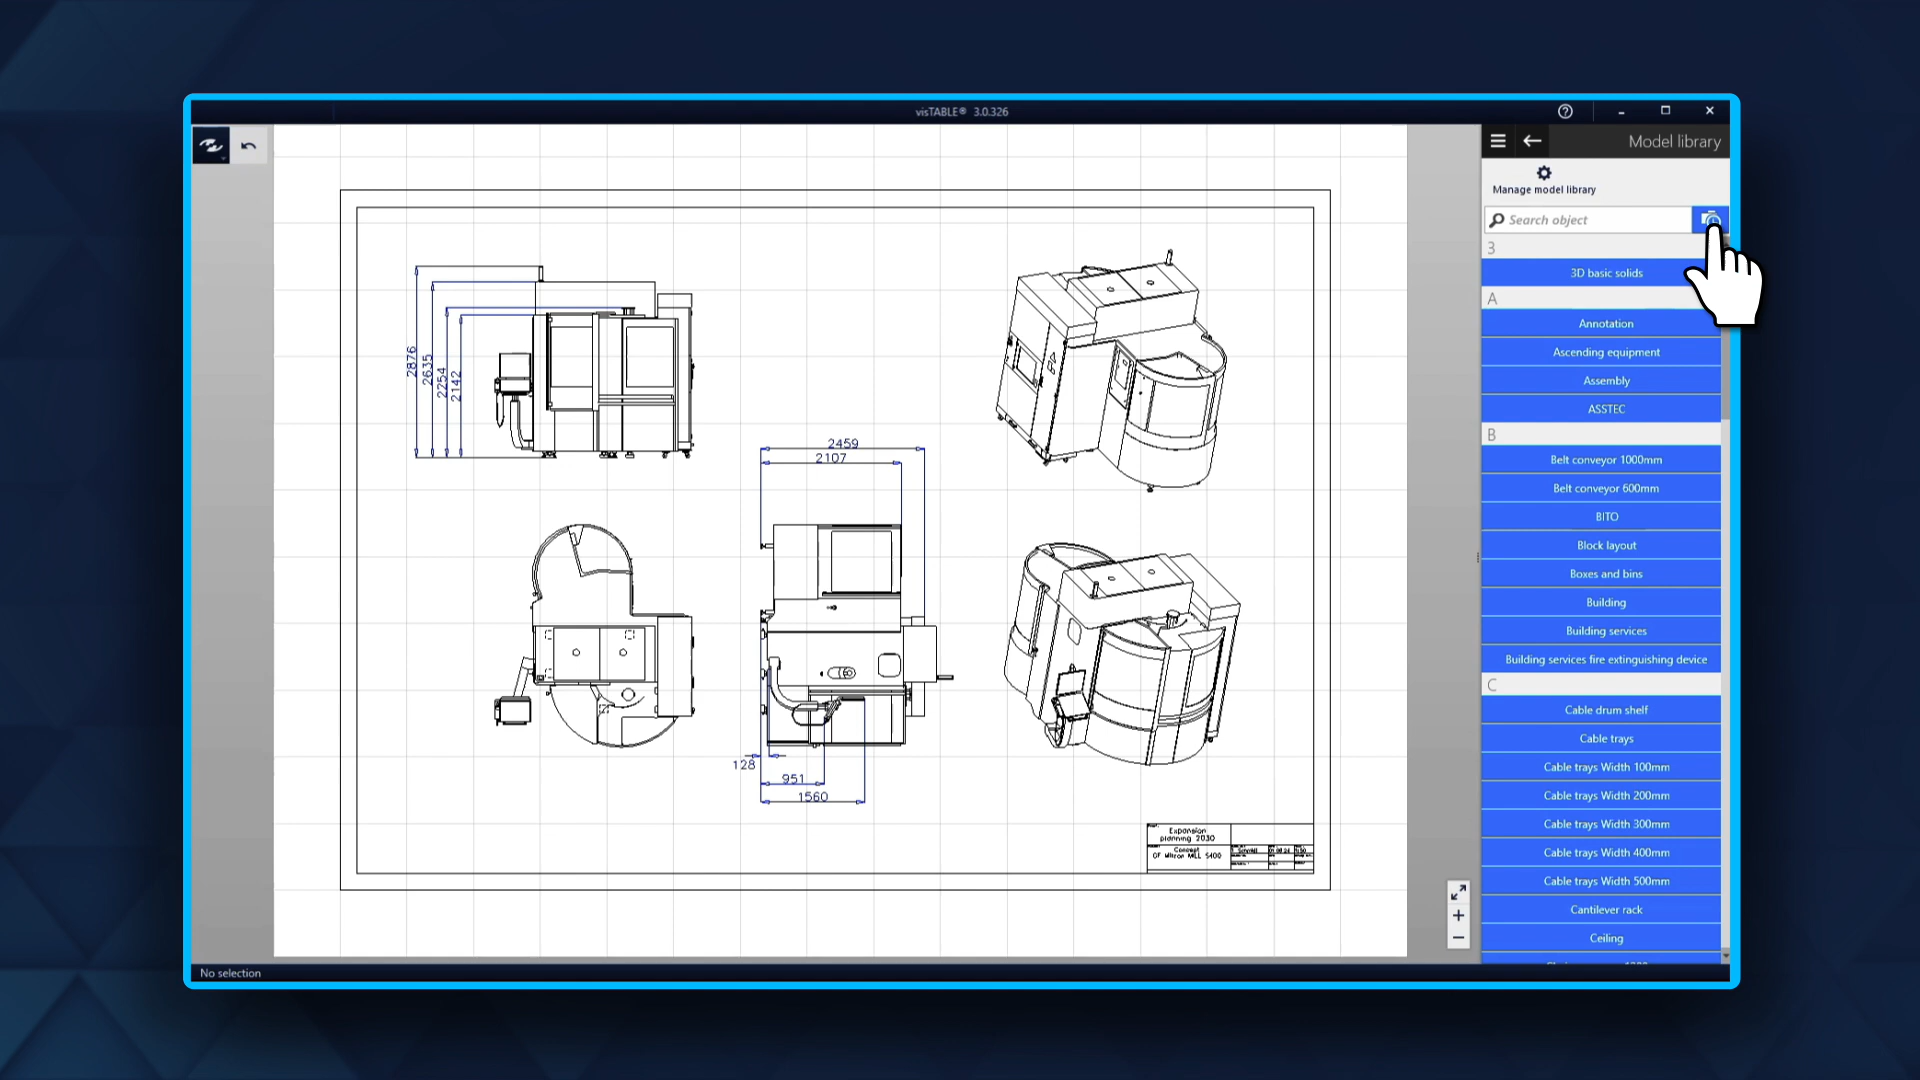 visTABLE® 3.0.326
Model library
Manage model library
Search object
3
3D basic solids
A
Annotation
Ascending equipment
Assembly
ASSTEC
B
Belt conveyor 1000mm
Belt conveyor 600mm
BITO
Block layout
Boxes and bins
Building
Building services
Building services fire extinguishing device
C
Cable drum shelf
Cable trays
Cable trays Width 100mm
Cable trays Width 200mm
Cable trays Width 300mm
Cable trays Width 400mm
Cable trays Width 500mm
Cantilever rack
Ceiling
2876
2635
2254
2142
2459
2107
128
951
1560
Expansion
planning 2030
Concept
MILL S400
No selection